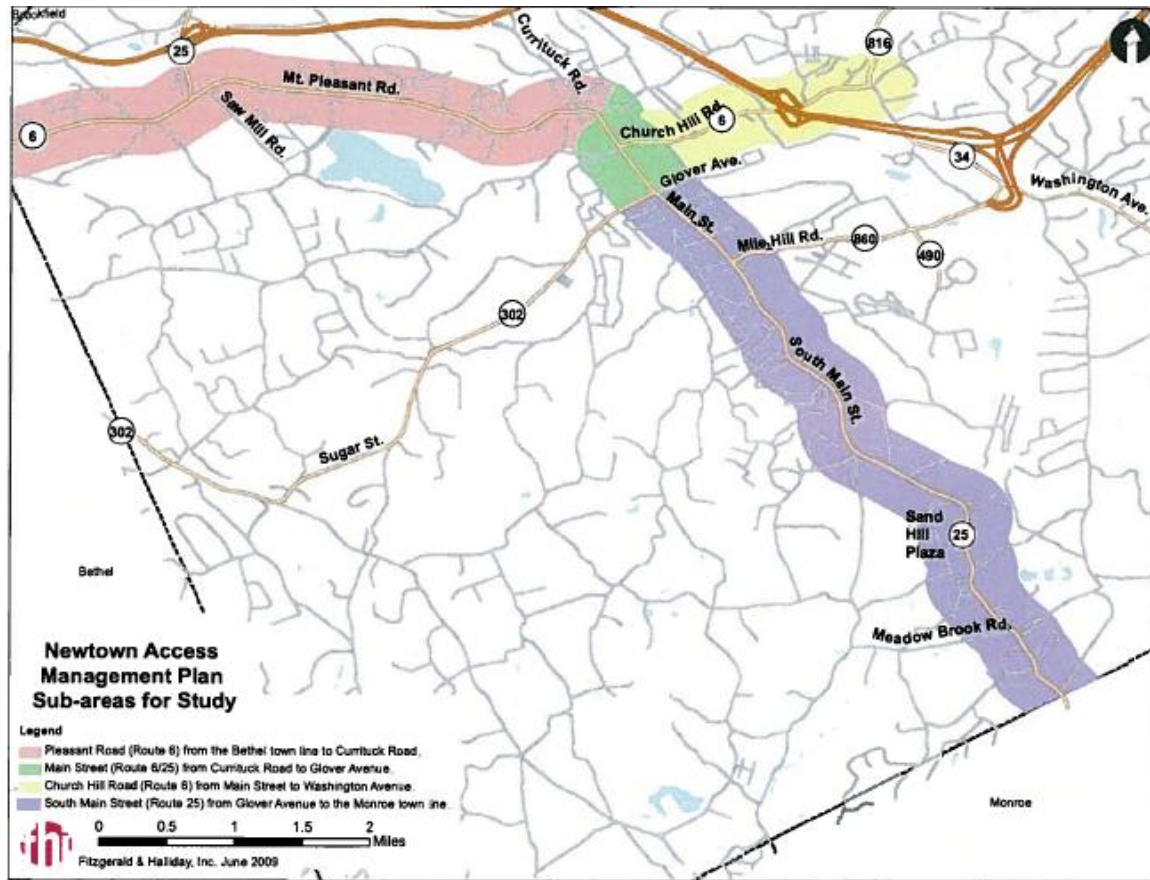 Brookfield
25
Currituck Rd.
816
Mt. Pleasant Rd.
6
Saw Mill Rd.
Church Hill Rd.
6
34
Glover Ave.
Washington Ave.
Main St.
Mile Hill Rd.
860
490
302
South Main St.
302
Sugar St.
Sand
Hill
Plaza
25
Bethel
Meadow Brook Rd.
Newtown Access
Management Plan
Sub-areas for Study
Legend
Pleasant Road (Route 6) from the Bethel town line to Currituck Road.
Main Street (Route 6/25) from Currituck Road to Glover Avenue.
Church Hill Road (Route 6) from Main Street to Washington Avenue.
South Main Street (Route 25) from Glover Avenue to the Monroe town line.
Monroe
0 0.5 1 1.5 2
Miles
fhi
Fitzgerald & Halliday, Inc. June 2009